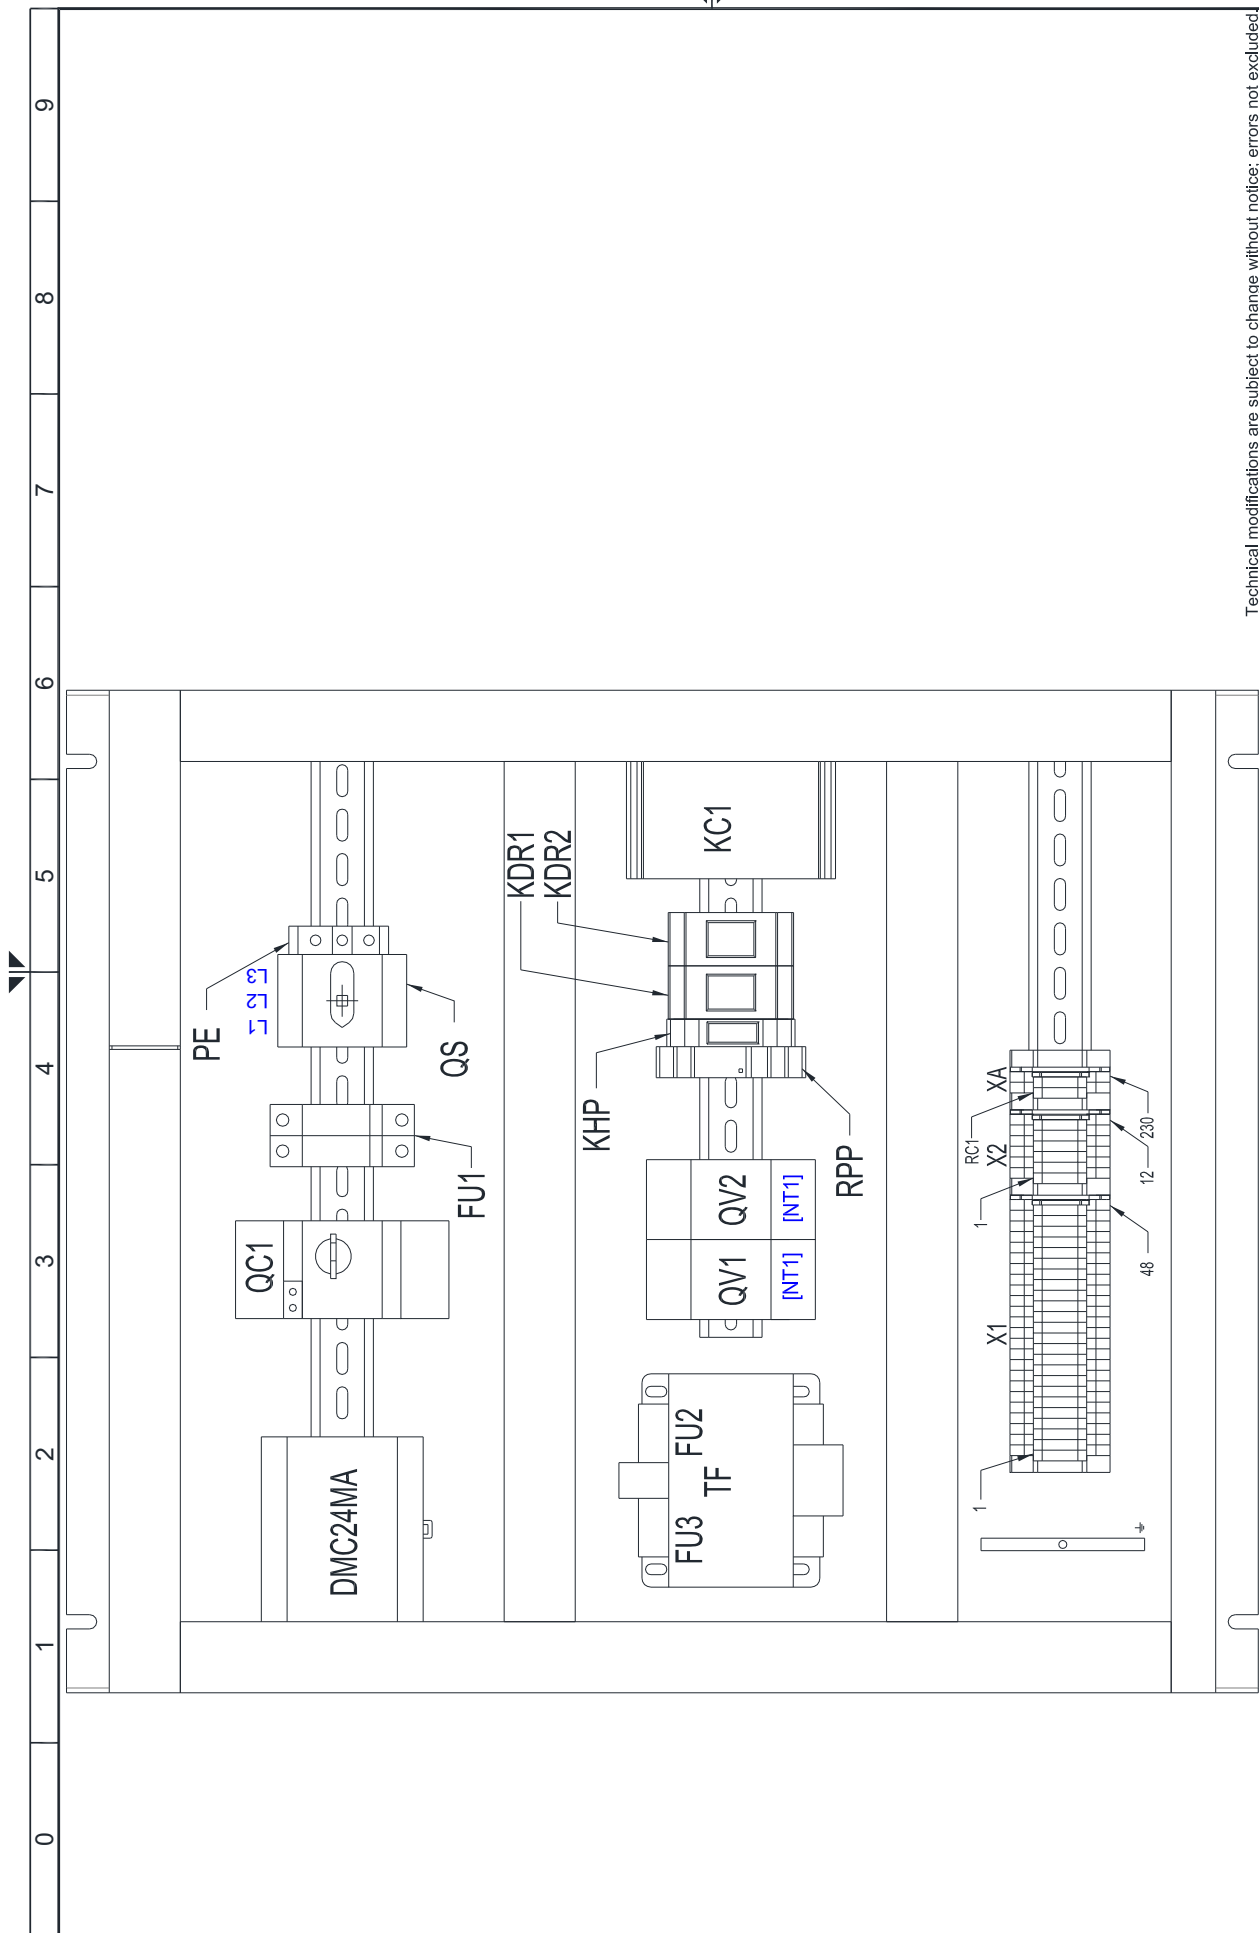 0 1 2 3 4 5 6 7 8 9
PE
L1 L2 L3
QC1
DMC24MA
FU1
QS
KDR1
KDR2
KHP
FU3 FU2
TF
QV1 QV2
KC1
[NT1] [NT1]
RPP
RC1
1 1
X1 X2 XA
48 12 230
Technical modifications are subject to change without notice; errors not excluded.